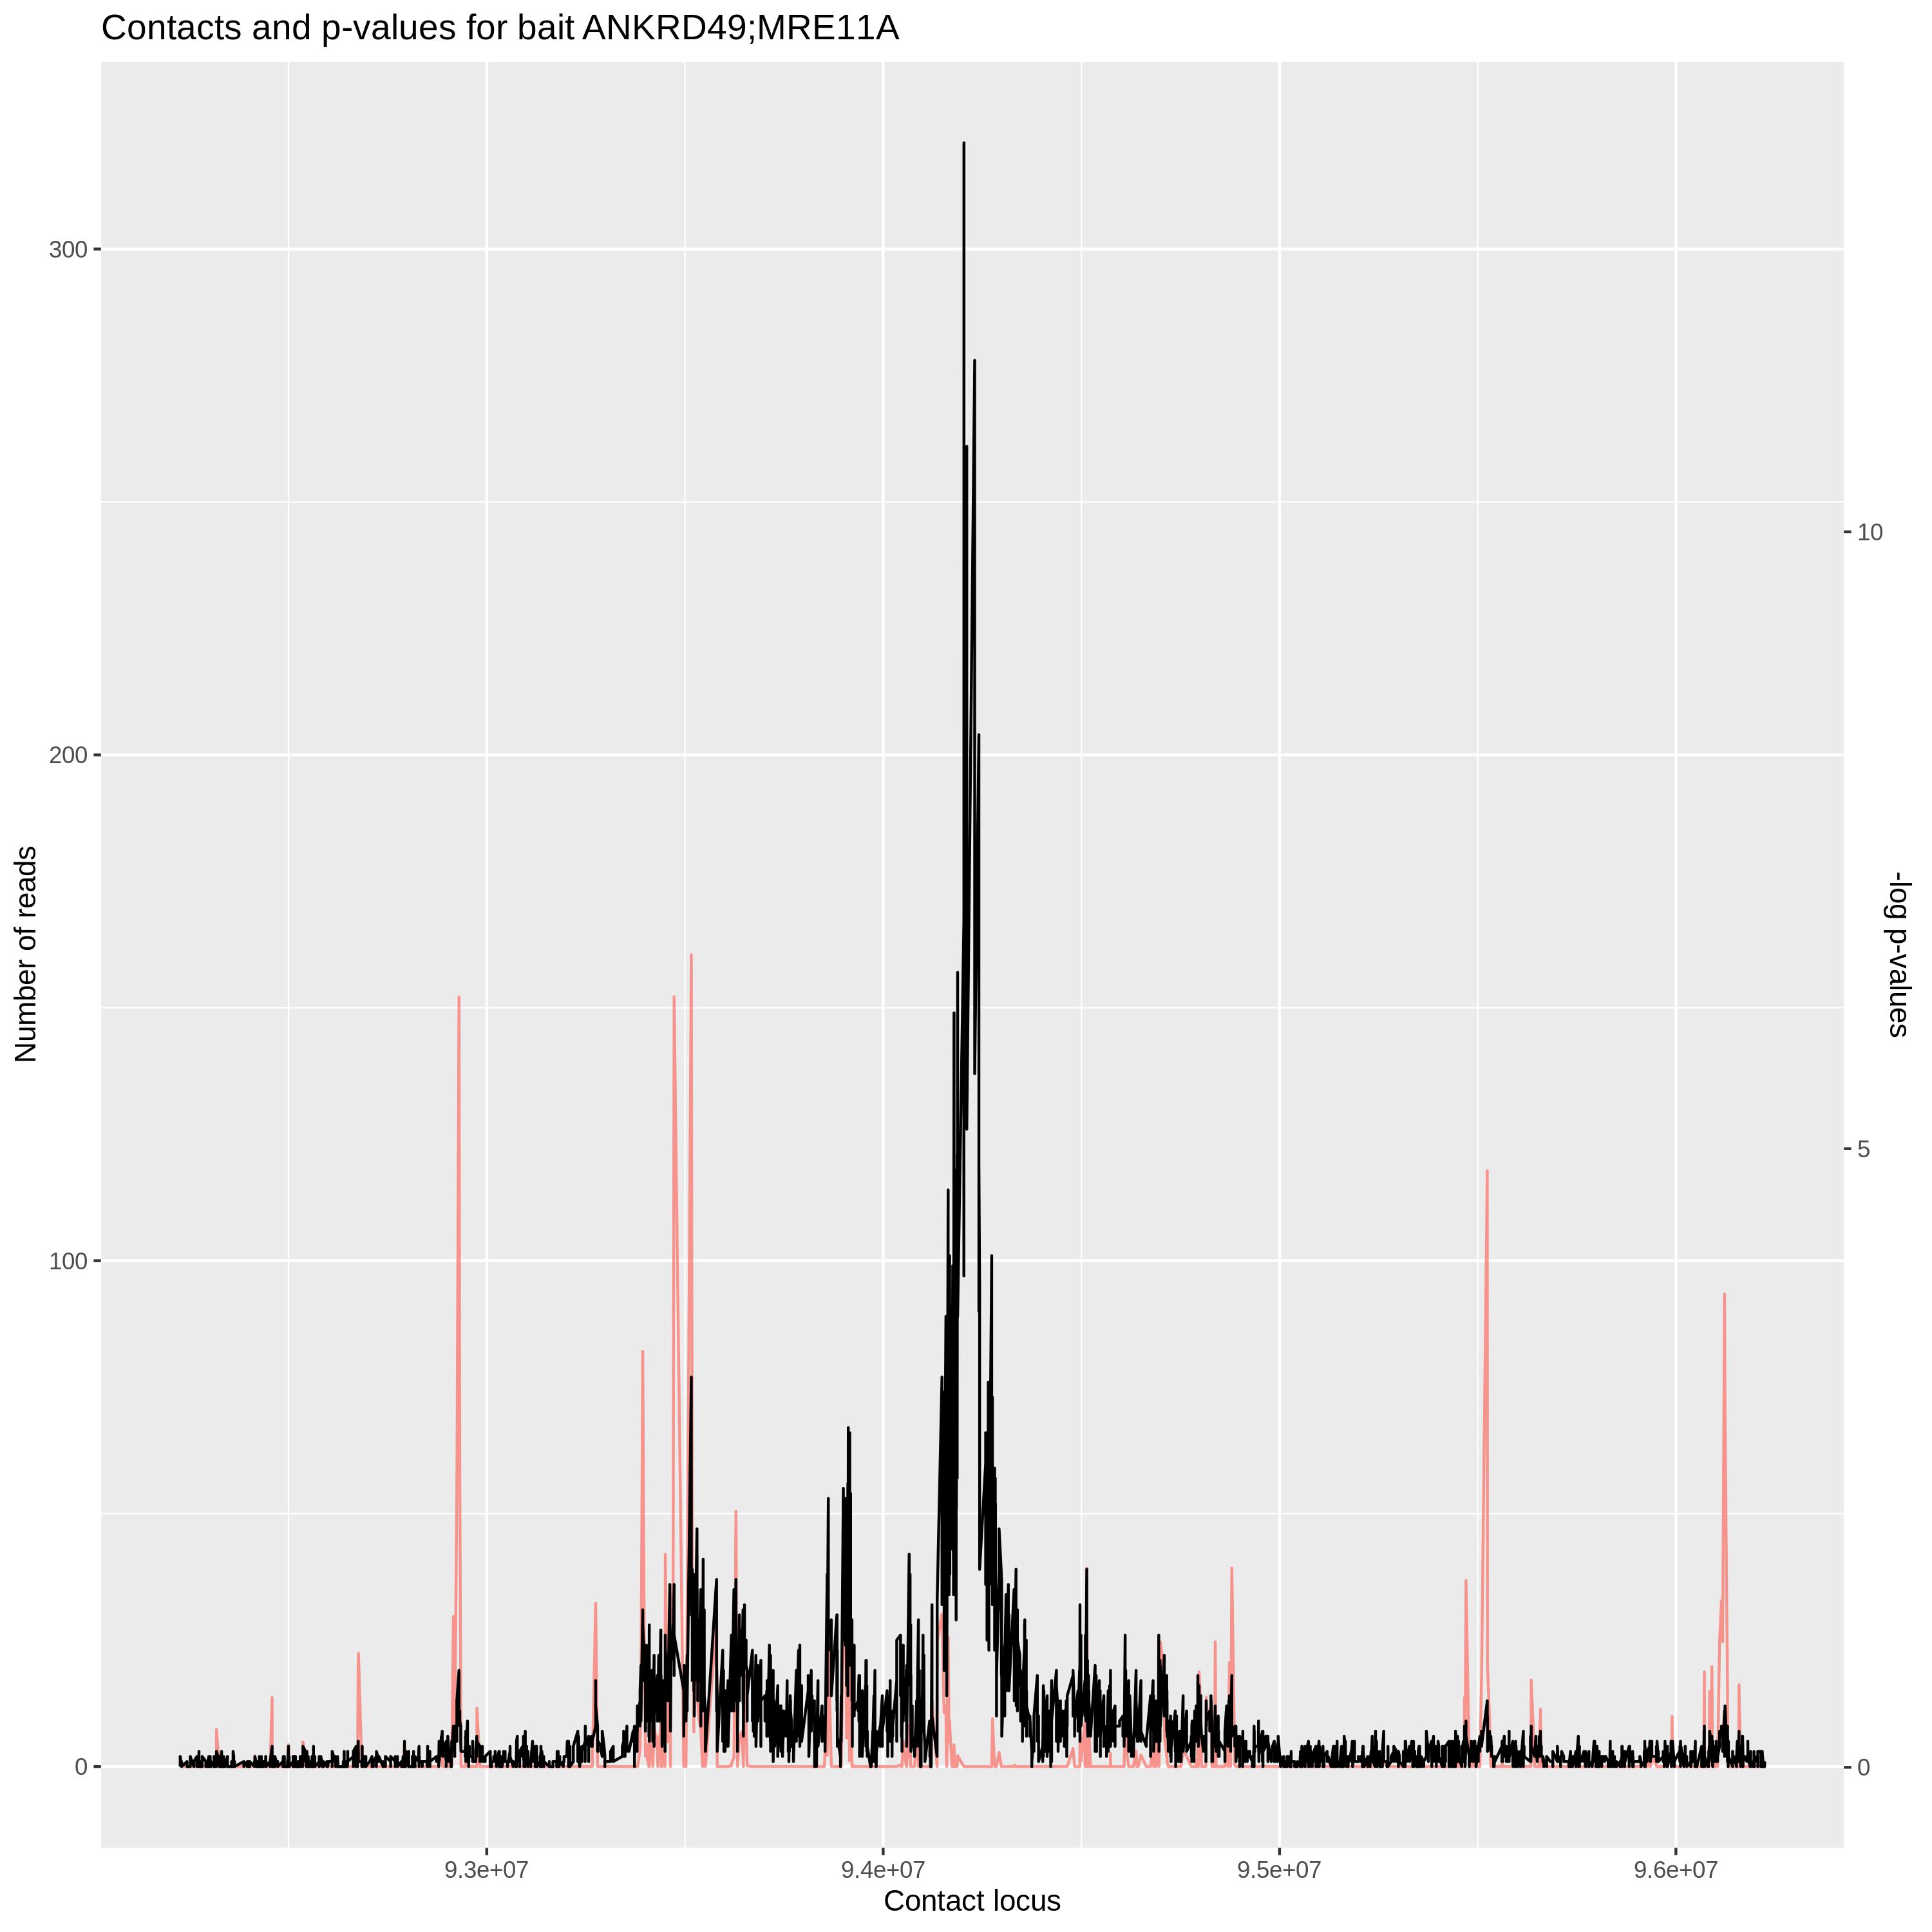 Contacts and p-values for bait ANKRD49;MRE11A
300
200
100
0
10
5
0
Number of reads
-log p-values
9.3e+07
9.4e+07
9.5e+07
9.6e+07
Contact locus